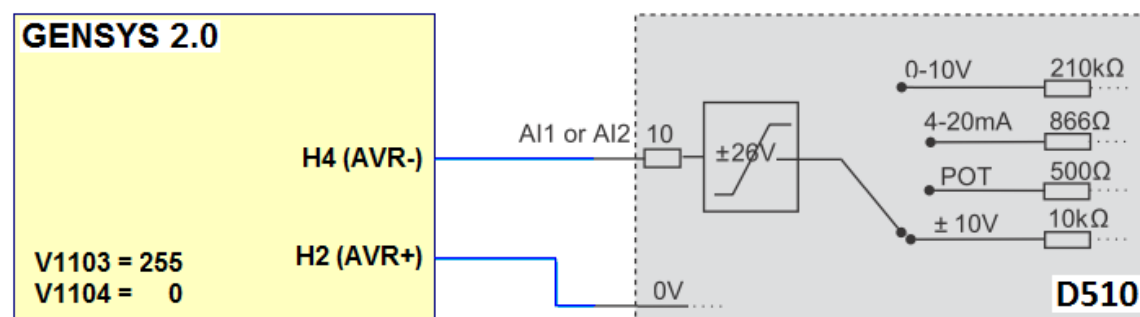 GENSYS 2.0
H4 (AVR-)
H2 (AVR+)
V1103 = 255
V1104 = 0
AI1 or AI2
10
±26V
0-10V
210kΩ
4-20mA
866Ω
POT
500Ω
± 10V
10kΩ
0V
D510